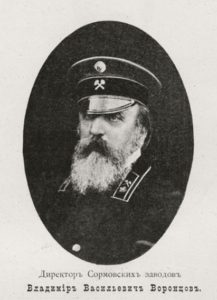 Директоръ Сормовскихъ заводовъ
Владиміръ Васильевичъ Воронцовъ.